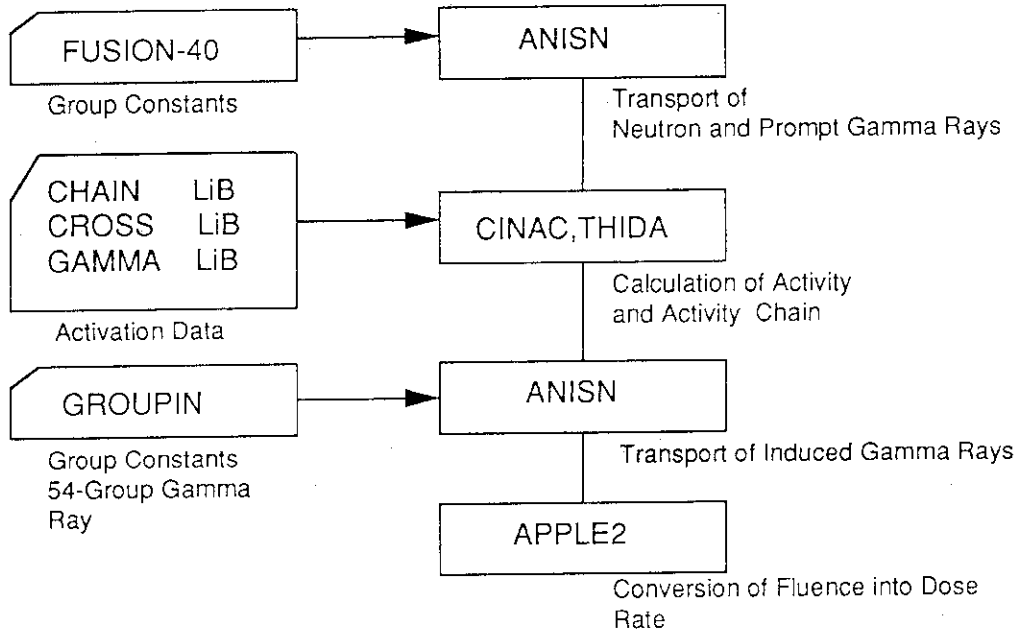 FUSION-40
Group Constants
ANISN
Transport of
Neutron and Prompt Gamma Rays
CHAIN LiB
CROSS LiB
GAMMA LiB
Activation Data
CINAC,THIDA
Calculation of Activity
and Activity Chain
GROUPIN
Group Constants
54-Group Gamma
Ray
ANISN
Transport of Induced Gamma Rays
APPLE2
Conversion of Fluence into Dose
Rate